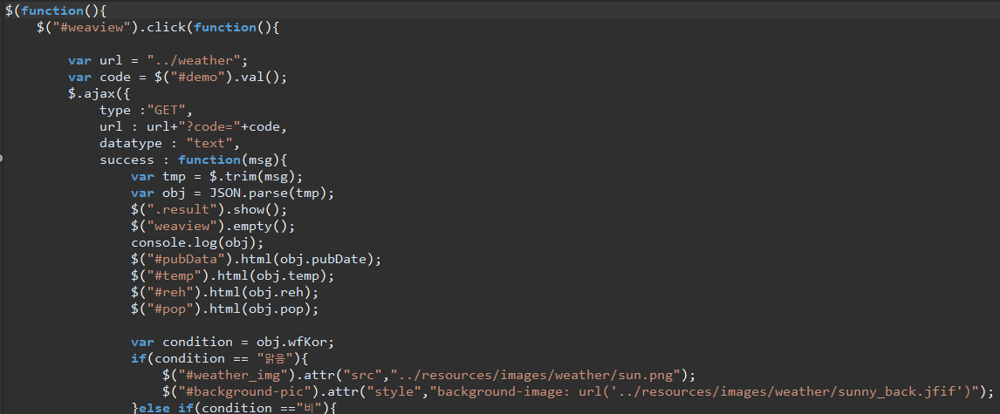 $(function(){
$("#weaview").click(function(){
var url = "../weather";
var code = $("#demo").val();
$.ajax({
type :"GET",
url : url+"?code="+code,
datatype : "text",
success : function(msg){
var tmp = $.trim(msg);
var obj = JSON.parse(tmp);
$(".result").show();
$("weaview").empty();
console.log(obj);
$("#pubData").html(obj.pubDate);
$("#temp").html(obj.temp);
$("#reh").html(obj.reh);
$("#pop").html(obj.pop);
var condition = obj.wfKor;
if(condition == "맑음"){
$("#weather_img").attr("src","../resources/images/weather/sun.png");
$("#background-pic").attr("style","background-image: url('../resources/images/weather/sunny_back.jfif')");
}else if(condition =="비"){